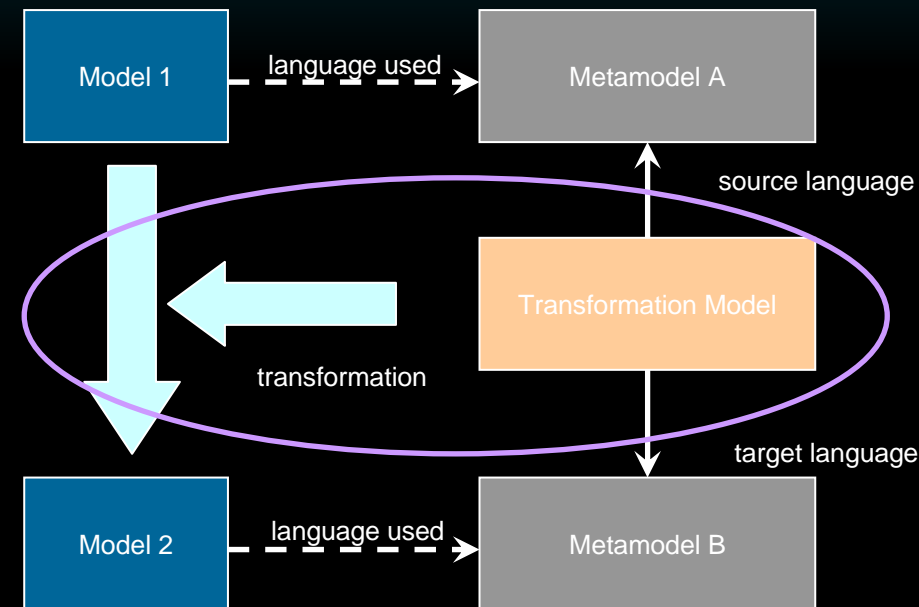 Model 1
language used
Metamodel A
source language
Transformation Model
transformation
target language
Model 2
language used
Metamodel B